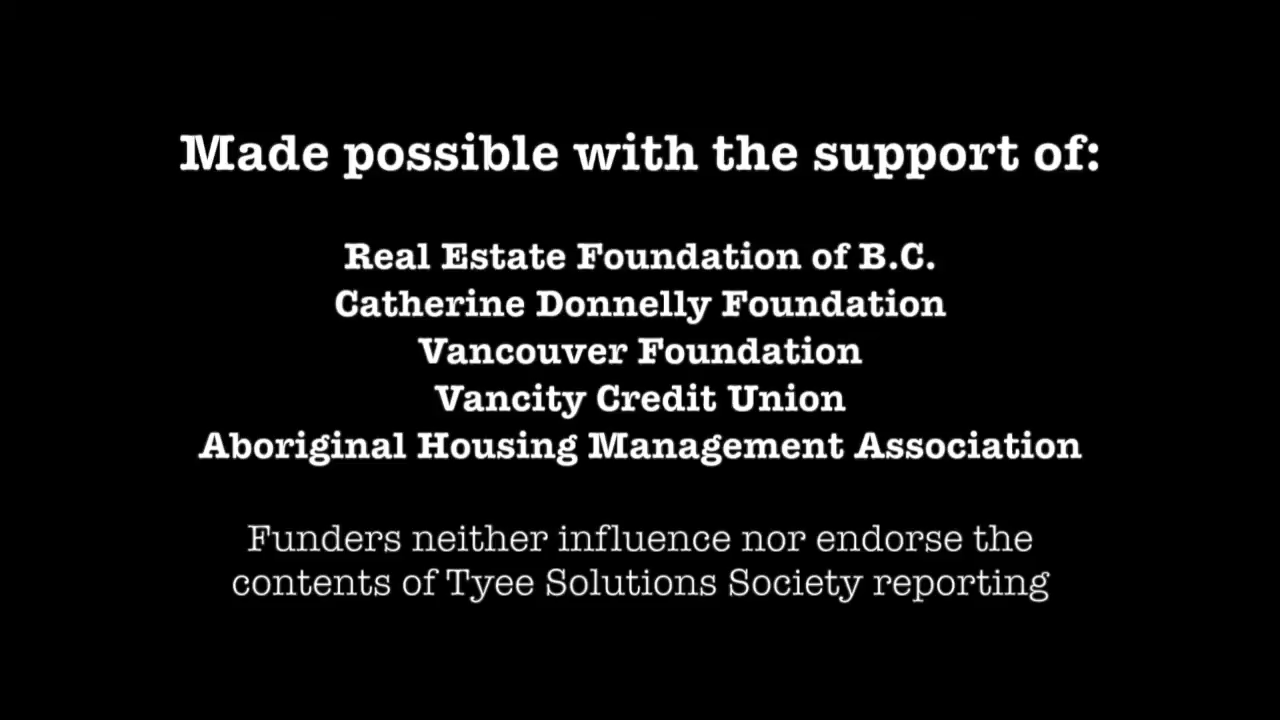 Made possible with the support of:
Real Estate Foundation of B.C.
Catherine Donnelly Foundation
Vancouver Foundation
Vancity Credit Union
Aboriginal Housing Management Association
Funders neither influence nor endorse the
contents of Tyee Solutions Society reporting